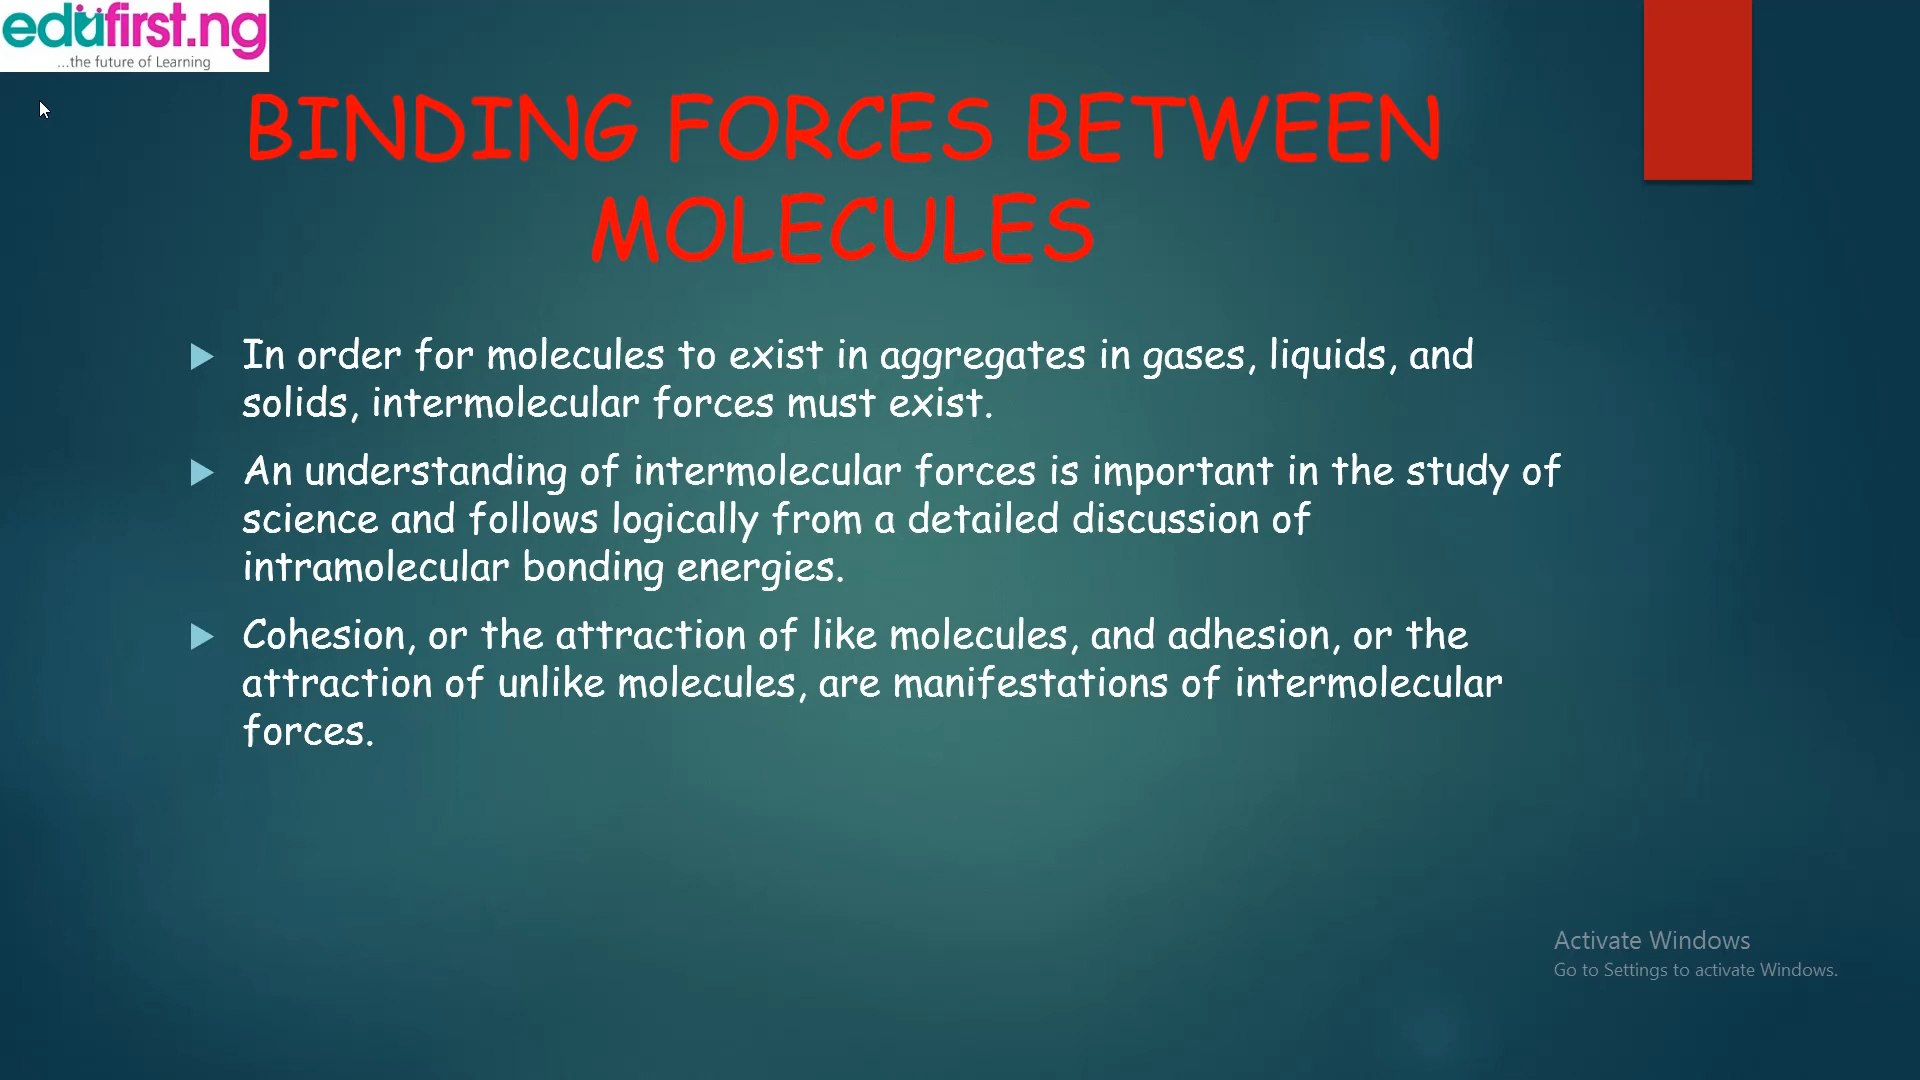 edufirst.ng
...the future of Learning
BINDING FORCES BETWEEN
MOLECULES
In order for molecules to exist in aggregates in gases, liquids, and
solids, intermolecular forces must exist.
An understanding of intermolecular forces is important in the study of
science and follows logically from a detailed discussion of
intramolecular bonding energies.
Cohesion, or the attraction of like molecules, and adhesion, or the
attraction of unlike molecules, are manifestations of intermolecular
forces.
Activate Windows
Go to Settings to activate Windows.